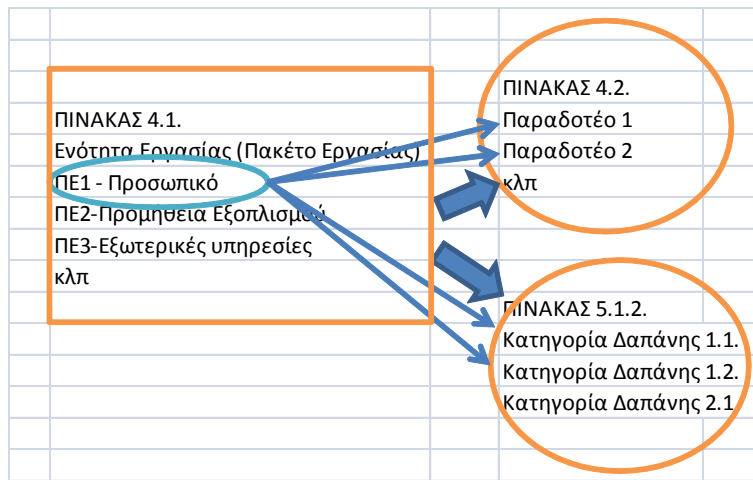 ΠΙΝΑΚΑΣ 4.1.
Ενότητα Εργασίας (Πακέτο Εργασίας)
ΠΕ1 - Προσωπικό
ΠΕ2-Προμήθεια Εξοπλισμού
ΠΕ3-Εξωτερικές υπηρεσίες
κλπ
ΠΙΝΑΚΑΣ 4.2.
Παραδοτέο 1
Παραδοτέο 2
κλπ
ΠΙΝΑΚΑΣ 5.1.2.
Κατηγορία Δαπάνης 1.1.
Κατηγορία Δαπάνης 1.2.
Κατηγορία Δαπάνης 2.1